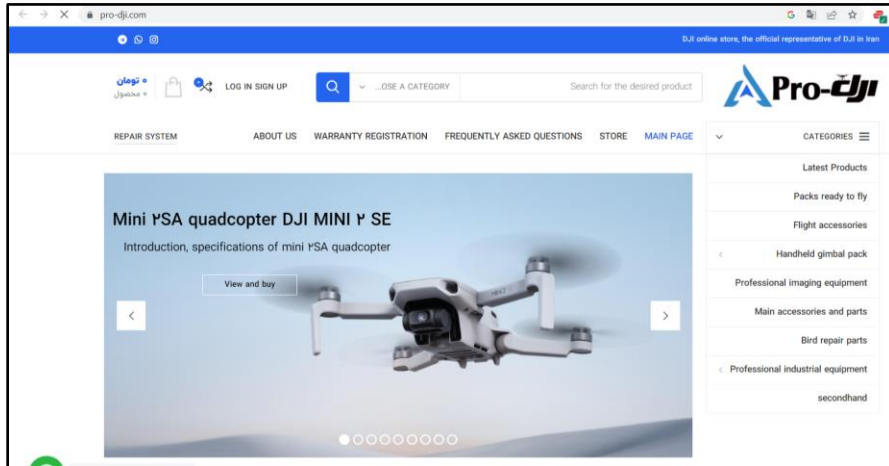 pro-dji.com
DJI online store, the official representative of DJI in Iran
۰ تومان
۰ محصول
LOG IN SIGN UP
...OSE A CATEGORY
Search for the desired product
Pro-دی‌جی‌آی
REPAIR SYSTEM
ABOUT US
WARRANTY REGISTRATION
FREQUENTLY ASKED QUESTIONS
STORE
MAIN PAGE
CATEGORIES
Latest Products
Packs ready to fly
Flight accessories
Handheld gimbal pack
Professional imaging equipment
Main accessories and parts
Bird repair parts
Professional industrial equipment
secondhand
Mini ۲SA quadcopter DJI MINI ۲ SE
Introduction, specifications of mini ۲SA quadcopter
View and buy